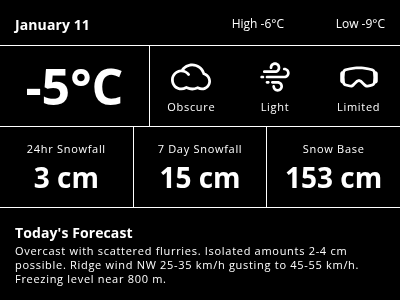 January 11
High -6°C
Low -9°C
-5°C
Obscure
Light
Limited
24hr Snowfall
7 Day Snowfall
Snow Base
3 cm
15 cm
153 cm
Today's Forecast
Overcast with scattered flurries. Isolated amounts 2-4 cm
possible. Ridge wind NW 25-35 km/h gusting to 45-55 km/h.
Freezing level near 800 m.